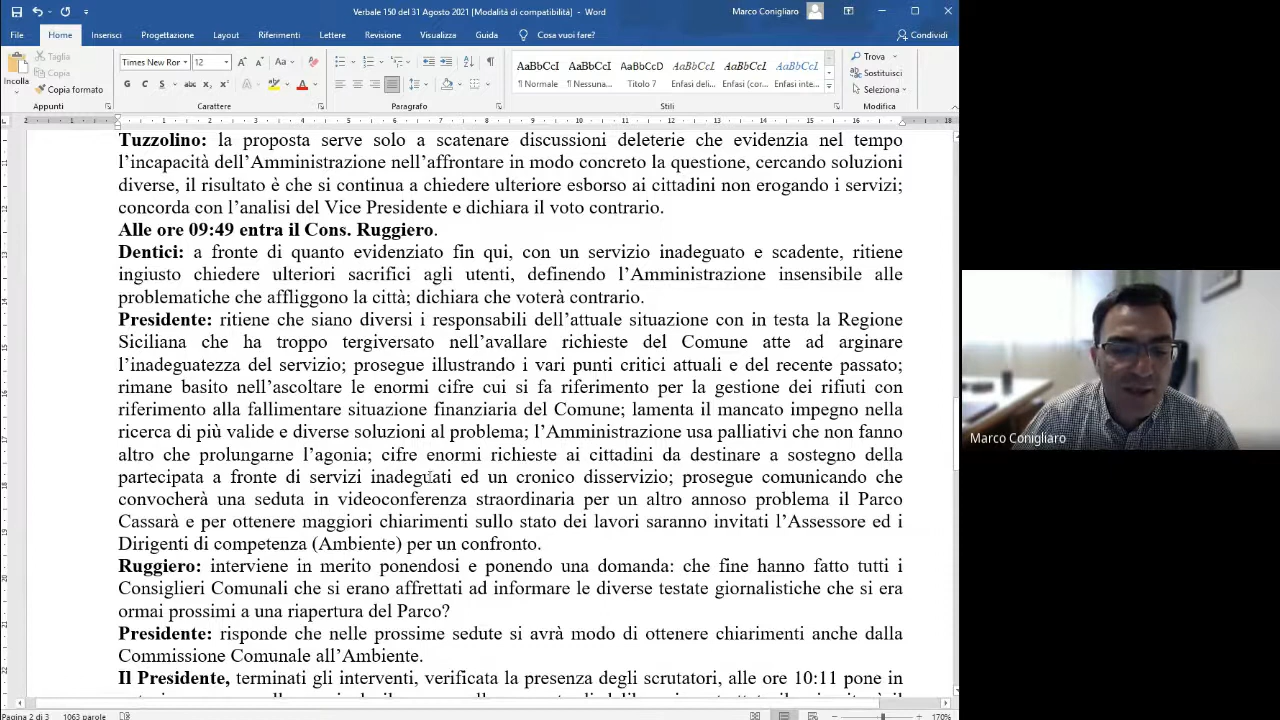 Verbale 150 del 31 Agosto 2021 [Modalità di compatibilità] - Word
Marco Conigliaro
File Home Inserisci Progettazione Layout Riferimenti Lettere Revisione Visualizza Guida Cosa vuoi fare? Condividi
Incolla
Taglia
Copia
Copia formato
Times New Ror 12
G C S abc
AaBbCcI AaBbCcI AaBbCcD AaBbCcI AaBbCcI AaBbCcI
¶ Normale ¶ Nessuna... Titolo 7 Enfasi deli... Enfasi (cor... Enfasi inte...
Trova
Sostituisci
Seleziona
Appunti Carattere Paragrafo Stili Modifica
Tuzzolino: la proposta serve solo a scatenare discussioni deleterie che evidenzia nel tempo
l’incapacità dell’Amministrazione nell’affrontare in modo concreto la questione, cercando soluzioni
diverse, il risultato è che si continua a chiedere ulteriore esborso ai cittadini non erogando i servizi;
concorda con l’analisi del Vice Presidente e dichiara il voto contrario.
Alle ore 09:49 entra il Cons. Ruggiero.
Dentici: a fronte di quanto evidenziato fin qui, con un servizio inadeguato e scadente, ritiene
ingiusto chiedere ulteriori sacrifici agli utenti, definendo l’Amministrazione insensibile alle
problematiche che affliggono la città; dichiara che voterà contrario.
Presidente: ritiene che siano diversi i responsabili dell’attuale situazione con in testa la Regione
Siciliana che ha troppo tergiversato nell’avallare richieste del Comune atte ad arginare
l’inadeguatezza del servizio; prosegue illustrando i vari punti critici attuali e del recente passato;
rimane basito nell’ascoltare le enormi cifre cui si fa riferimento per la gestione dei rifiuti con
riferimento alla fallimentare situazione finanziaria del Comune; lamenta il mancato impegno nella
ricerca di più valide e diverse soluzioni al problema; l’Amministrazione usa palliativi che non fanno
altro che prolungarne l’agonia; cifre enormi richieste ai cittadini da destinare a sostegno della
partecipata a fronte di servizi inadeguati ed un cronico disservizio; prosegue comunicando che
convocherà una seduta in videoconferenza straordinaria per un altro annoso problema il Parco
Cassarà e per ottenere maggiori chiarimenti sullo stato dei lavori saranno invitati l’Assessore ed i
Dirigenti di competenza (Ambiente) per un confronto.
Ruggiero: interviene in merito ponendosi e ponendo una domanda: che fine hanno fatto tutti i
Consiglieri Comunali che si erano affrettati ad informare le diverse testate giornalistiche che si era
ormai prossimi a una riapertura del Parco?
Presidente: risponde che nelle prossime sedute si avrà modo di ottenere chiarimenti anche dalla
Commissione Comunale all’Ambiente.
Il Presidente, terminati gli interventi, verificata la presenza degli scrutatori, alle ore 10:11 pone in
Pagina 2 di 3 1063 parole 170%
Marco Conigliaro